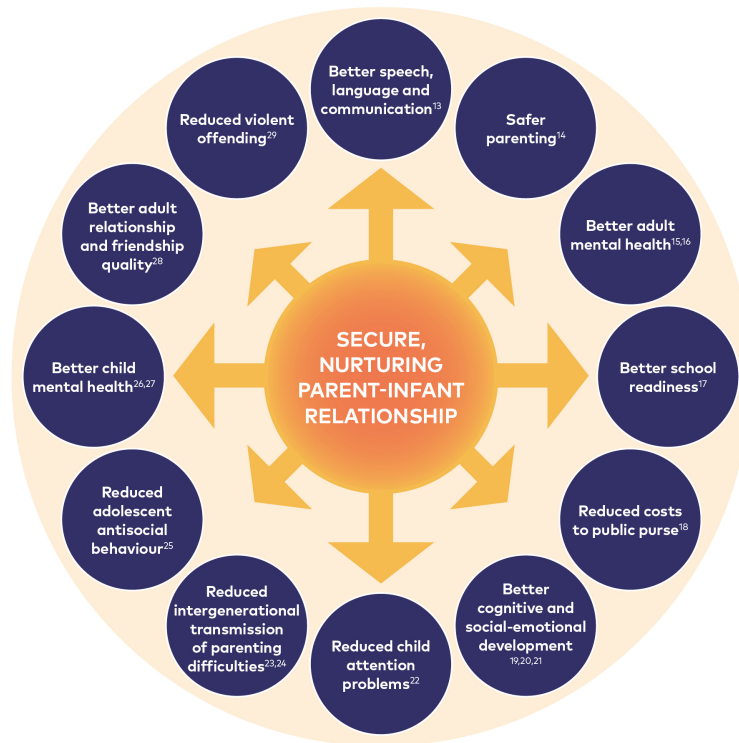 SECURE,
NURTURING
PARENT-INFANT
RELATIONSHIP
Better speech,
language and
communication13
Safer
parenting14
Better adult
mental health15,16
Better school
readiness17
Reduced costs
to public purse18
Better
cognitive and
social-emotional
development
19,20,21
Reduced child
attention
problems22
Reduced
intergenerational
transmission
of parenting
difficulties23,24
Reduced
adolescent
antisocial
behaviour25
Better child
mental health26,27
Better adult
relationship
and friendship
quality28
Reduced violent
offending29